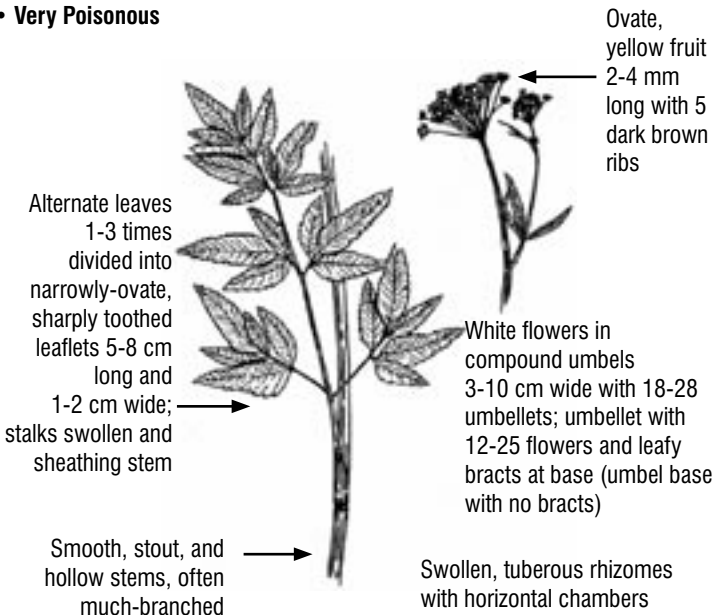 • Very Poisonous
Ovate,
yellow fruit
2-4 mm
long with 5
dark brown
ribs
Alternate leaves
1-3 times
divided into
narrowly-ovate,
sharply toothed
leaflets 5-8 cm
long and
1-2 cm wide;
stalks swollen and
sheathing stem
White flowers in
compound umbels
3-10 cm wide with 18-28
umbellets; umbellet with
12-25 flowers and leafy
bracts at base (umbel base
with no bracts)
Smooth, stout, and
hollow stems, often
much-branched
Swollen, tuberous rhizomes
with horizontal chambers